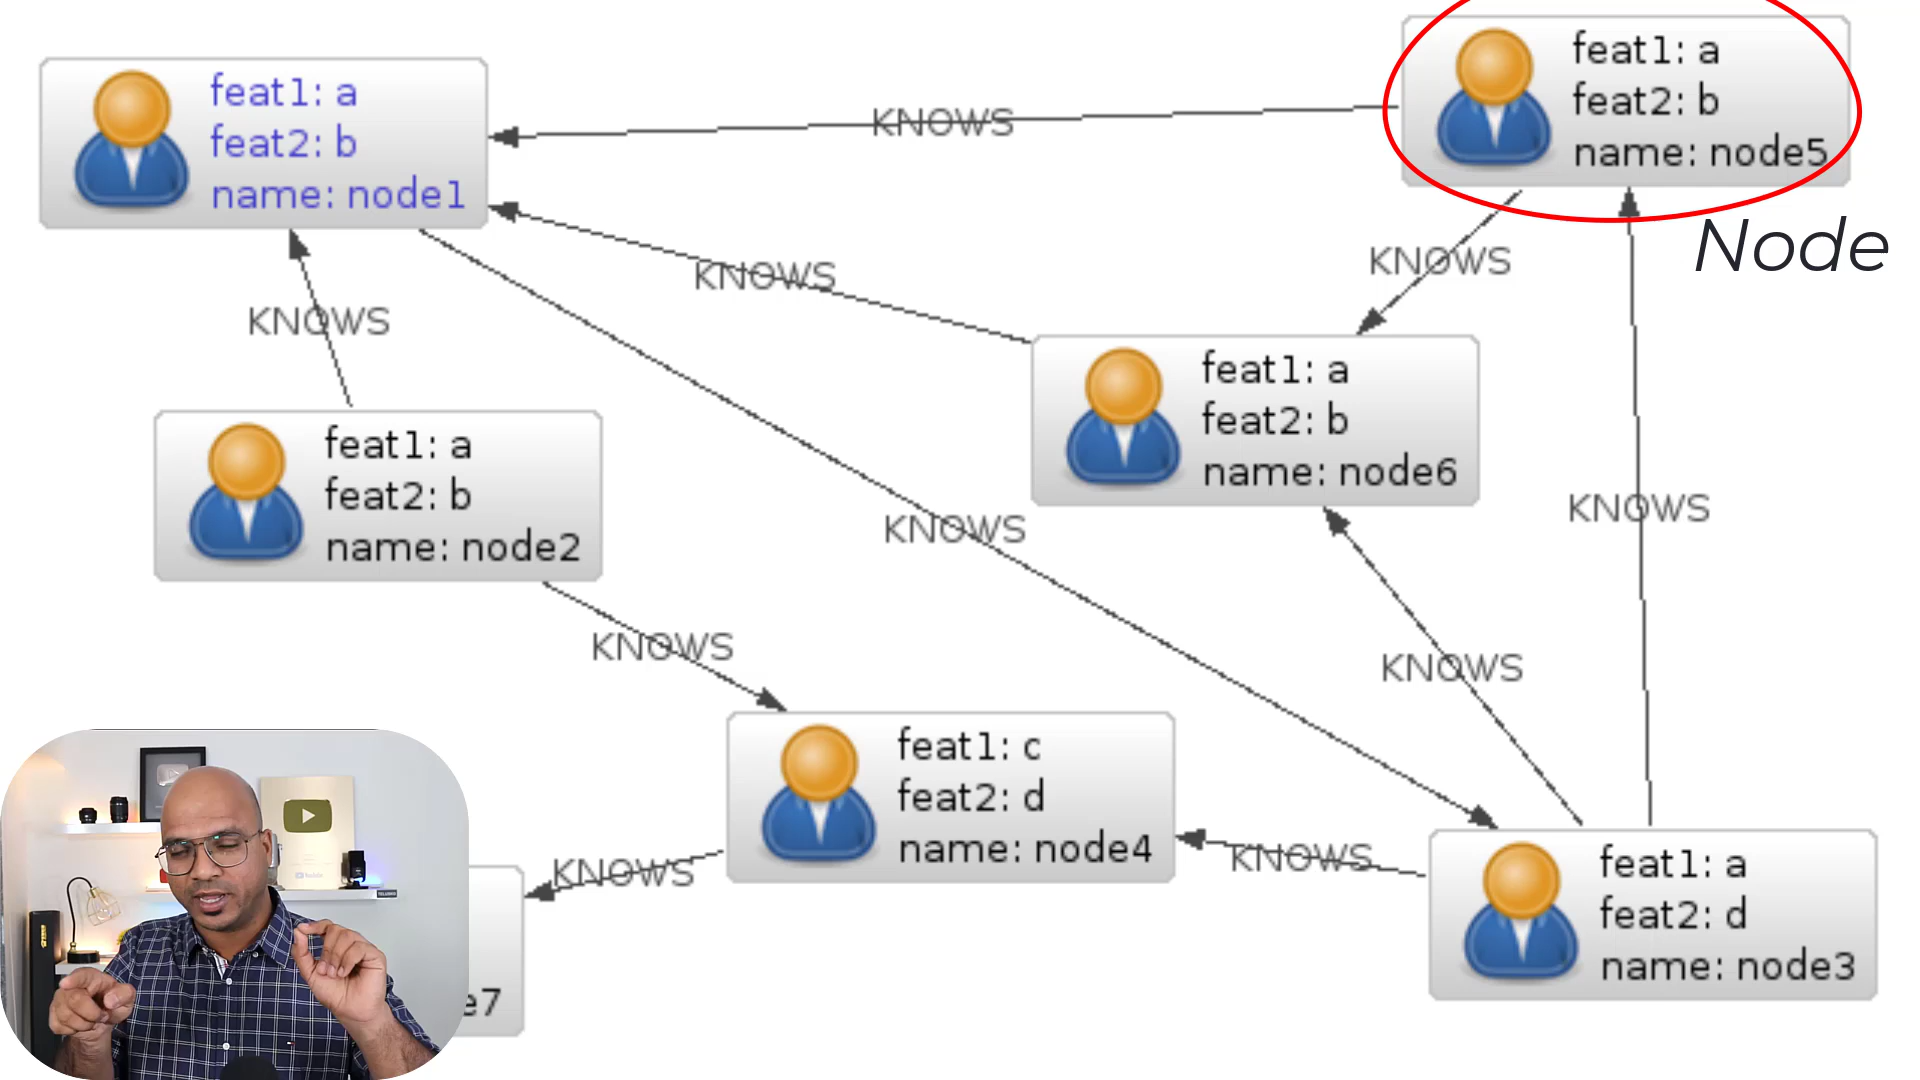 feat1: a
feat2: b
name: node1
KNOWS
feat1: a
feat2: b
name: node5
Node
KNOWS
KNOWS
KNOWS
feat1: a
feat2: b
name: node6
feat1: a
feat2: b
name: node2
KNOWS
KNOWS
KNOWS
KNOWS
feat1: c
feat2: d
name: node4
KNOWS
KNOWS
feat1: a
feat2: d
name: node3
e7